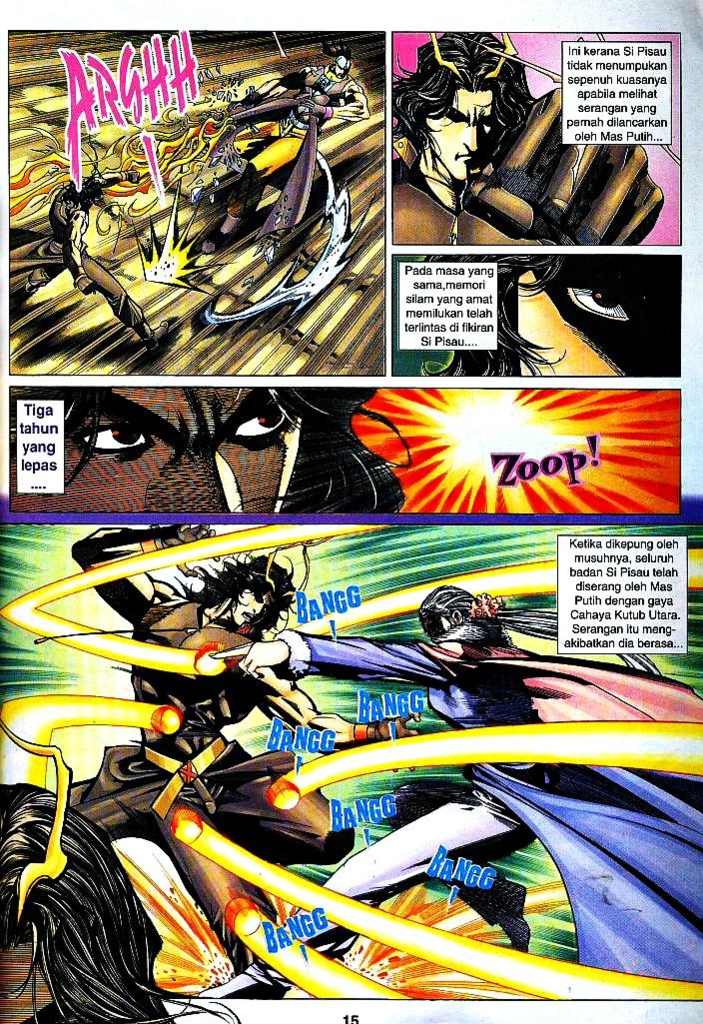 ARGHH
!
Ini kerana Si Pisau
tidak menumpukan
sepenuh kuasanya
apabila melihat
serangan yang
pernah dilancarkan
oleh Mas Putih...
Pada masa yang
sama,memori
silam yang amat
memilukan telah
terlintas di fikiran
Si Pisau....
Tiga
tahun
yang
lepas
....
ZOOP!
Ketika dikepung oleh
musuhnya, seluruh
badan Si Pisau telah
diserang oleh Mas
Putih dengan gaya
Cahaya Kutub Utara.
Serangan itu meng-
akibatkan dia berasa...
BANGG
!
BANGG
!
BANGG
!
BANGG
!
BANGG
!
BANGG
!
15